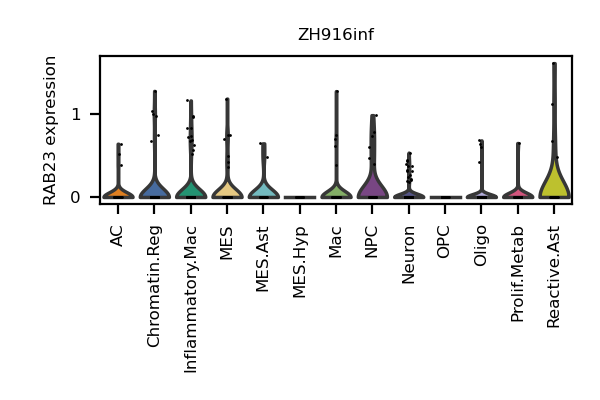 ZH916inf
RAB23 expression
1
0
AC
Chromatin.Reg
Inflammatory.Mac
MES
MES.Ast
MES.Hyp
Mac
NPC
Neuron
OPC
Oligo
Prolif.Metab
Reactive.Ast